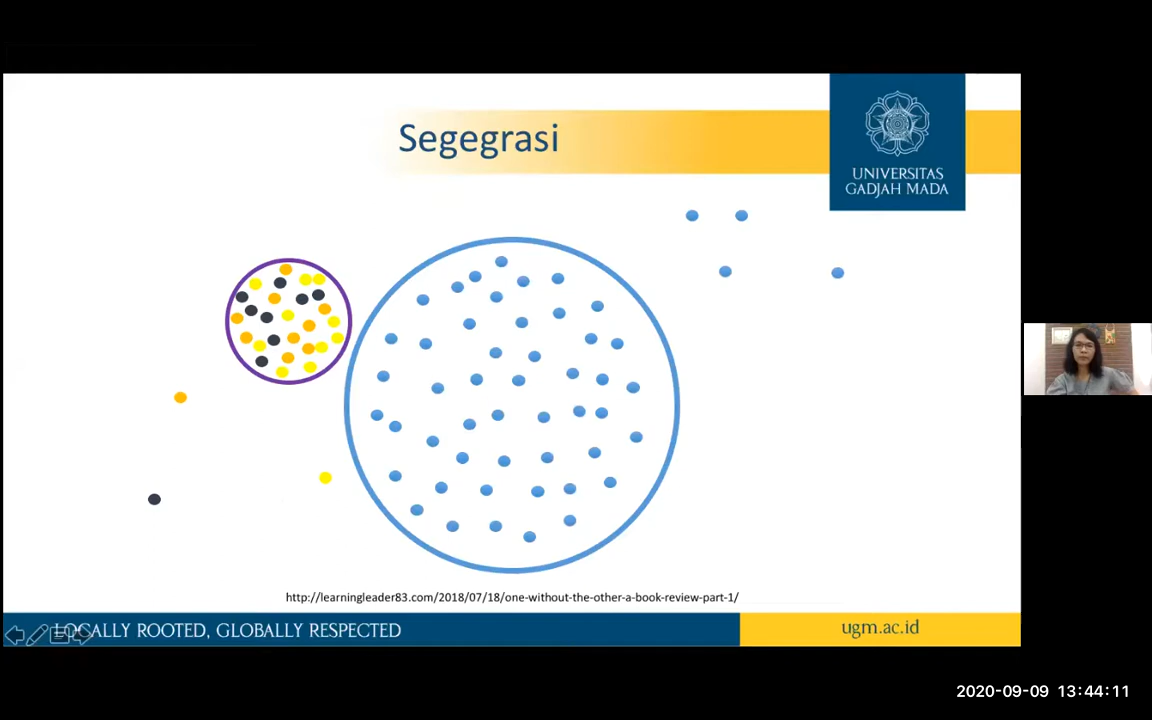 Segegrasi
UNIVERSITAS
GADJAH MADA
http://learningleader83.com/2018/07/18/one-without-the-other-a-book-review-part-1/
LOCALLY ROOTED, GLOBALLY RESPECTED
ugm.ac.id
2020-09-09 13:44:11